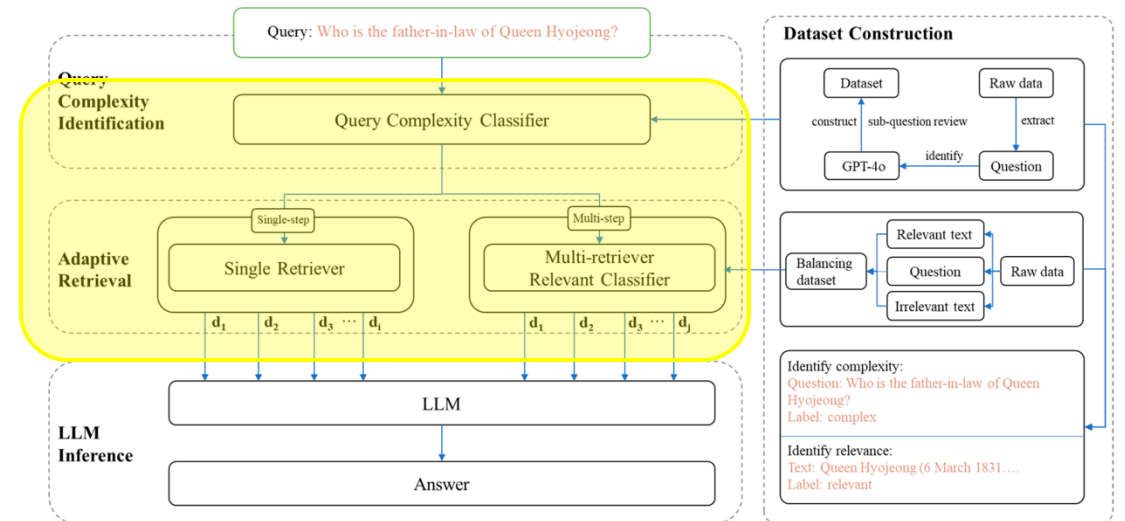 Query: Who is the father-in-law of Queen Hyojeong?
Query
Complexity
Identification
Query Complexity Classifier
Single-step
Multi-step
Adaptive
Retrieval
Single Retriever
Multi-retriever
Relevant Classifier
d1 d2 d3 ... di
d1 d2 d3 ... dj
LLM
Inference
LLM
Answer
Dataset Construction
Dataset
Raw data
construct
sub-question review
extract
GPT-4o
identify
Question
Relevant text
Balancing
dataset
Question
Raw data
Irrelevant text
Identify complexity:
Question: Who is the father-in-law of Queen
Hyojeong?
Label: complex
Identify relevance:
Text: Queen Hyojeong (6 March 1831....
Label: relevant